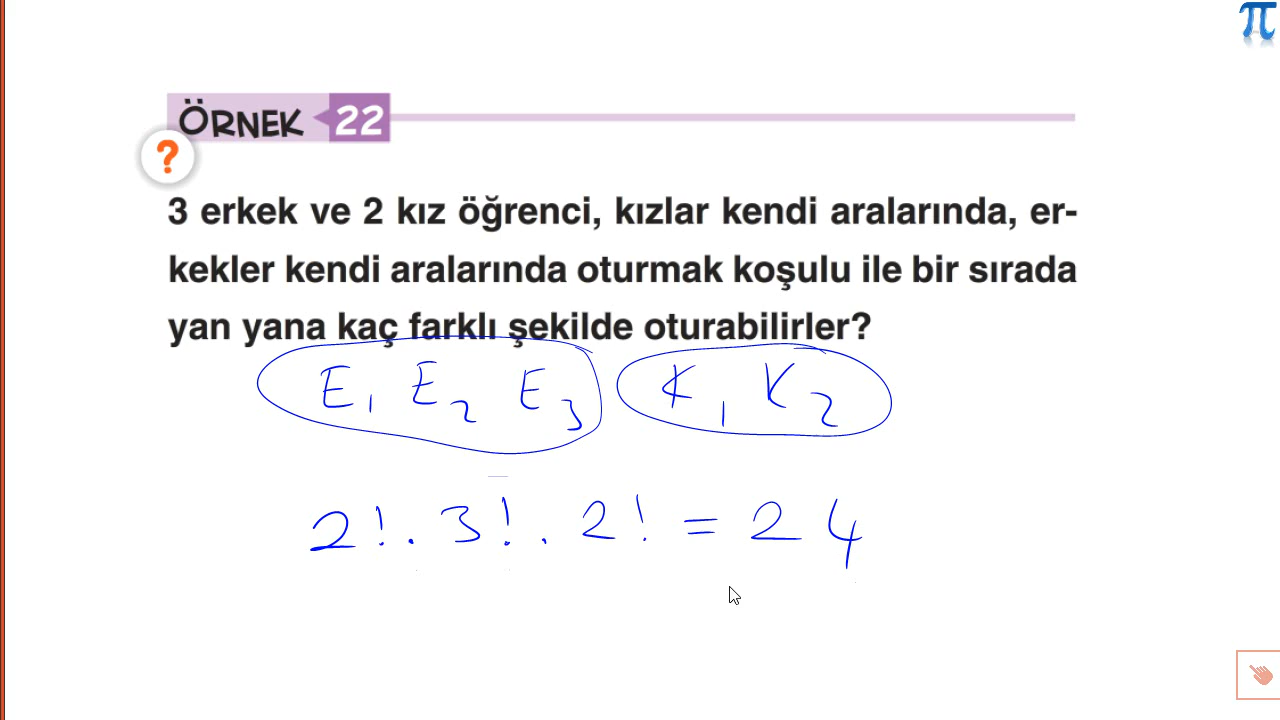 π
ÖRNEK 22
?
3 erkek ve 2 kız öğrenci, kızlar kendi aralarında, er-
kekler kendi aralarında oturmak koşulu ile bir sırada
yan yana kaç farklı şekilde oturabilirler?
E₁ E₂ E₃ K₁ K₂
2! . 3! . 2! = 24